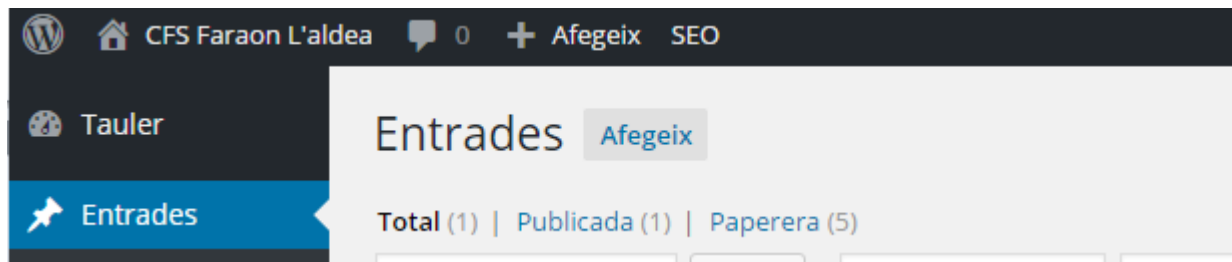 CFS Faraon L'aldea 0 Afegeix SEO
Tauler
Entrades Afegeix
Entrades
Total (1) | Publicada (1) | Paperera (5)